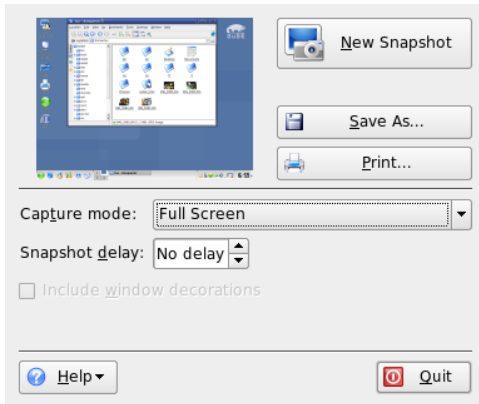 New Snapshot
Save As...
Print...
Capture mode: Full Screen
Snapshot delay: No delay
Include window decorations
Help
Quit